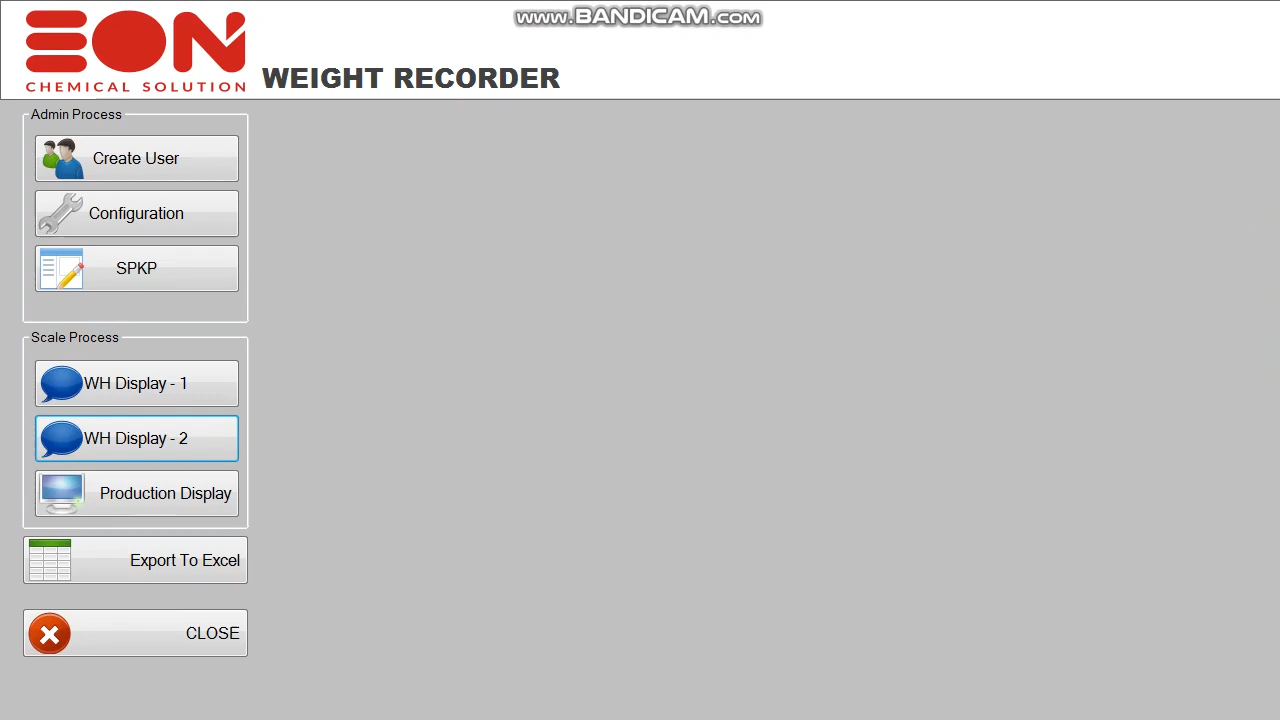 www.BANDICAM.com
EON
CHEMICAL SOLUTION
WEIGHT RECORDER
Admin Process
Create User
Configuration
SPKP
Scale Process
WH Display - 1
WH Display - 2
Production Display
Export To Excel
CLOSE